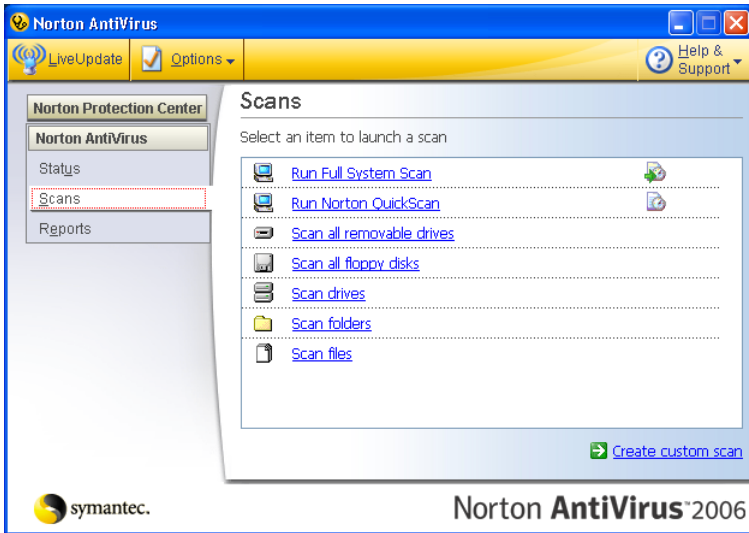 Norton AntiVirus
LiveUpdate
Options
Help &
Support
Norton Protection Center
Norton AntiVirus
Status
Scans
Reports
Scans
Select an item to launch a scan
Run Full System Scan
Run Norton QuickScan
Scan all removable drives
Scan all floppy disks
Scan drives
Scan folders
Scan files
Create custom scan
symantec.
Norton AntiVirus™2006